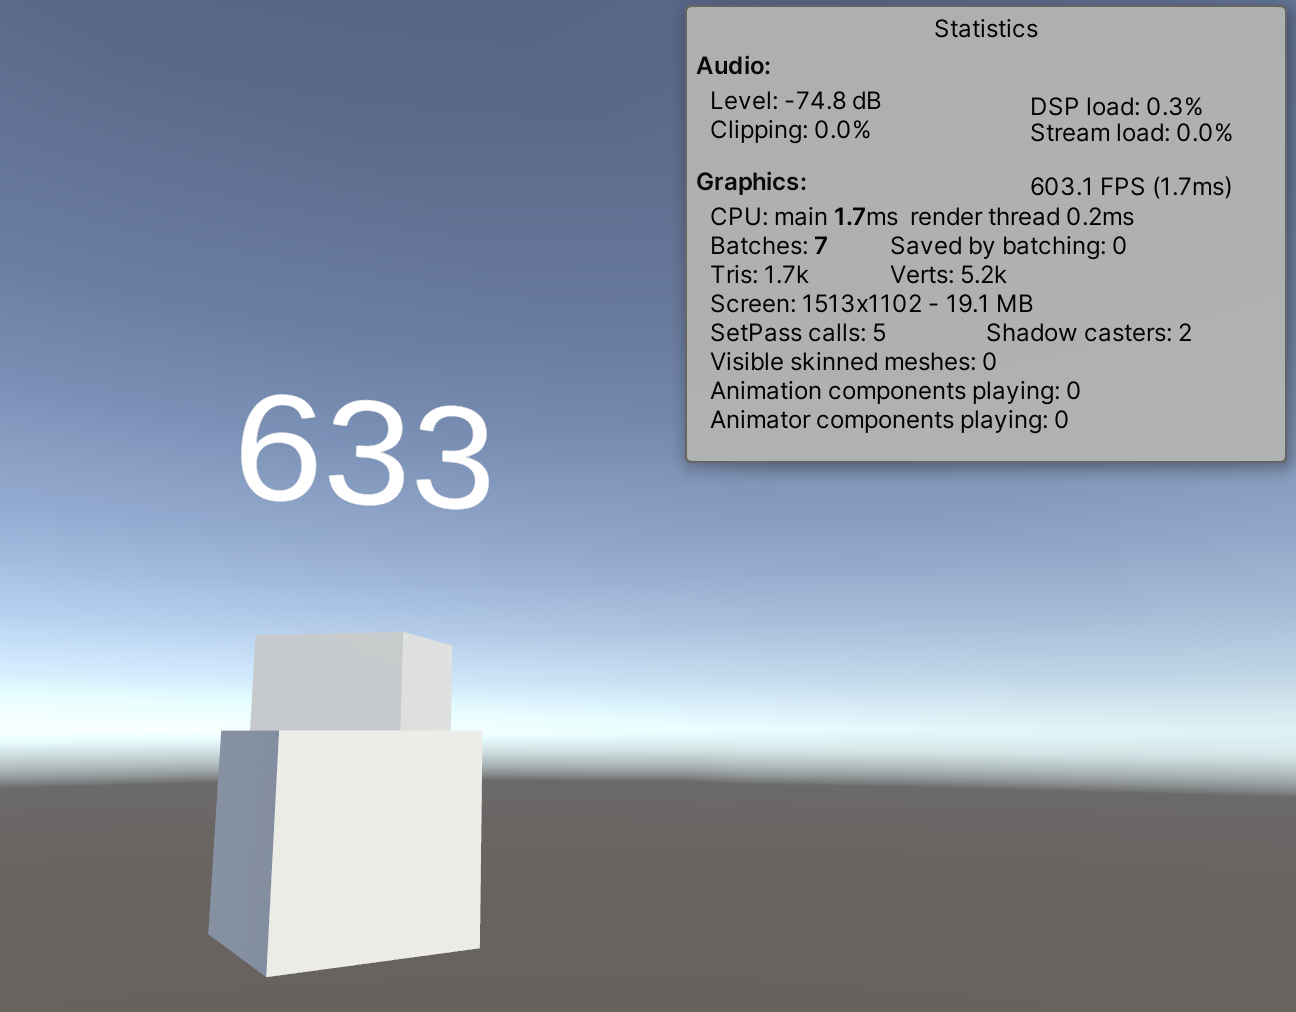 Statistics
Audio:
Level: -74.8 dB DSP load: 0.3%
Clipping: 0.0% Stream load: 0.0%
Graphics: 603.1 FPS (1.7ms)
CPU: main 1.7ms render thread 0.2ms
Batches: 7 Saved by batching: 0
Tris: 1.7k Verts: 5.2k
Screen: 1513x1102 - 19.1 MB
SetPass calls: 5 Shadow casters: 2
Visible skinned meshes: 0
Animation components playing: 0
Animator components playing: 0
633